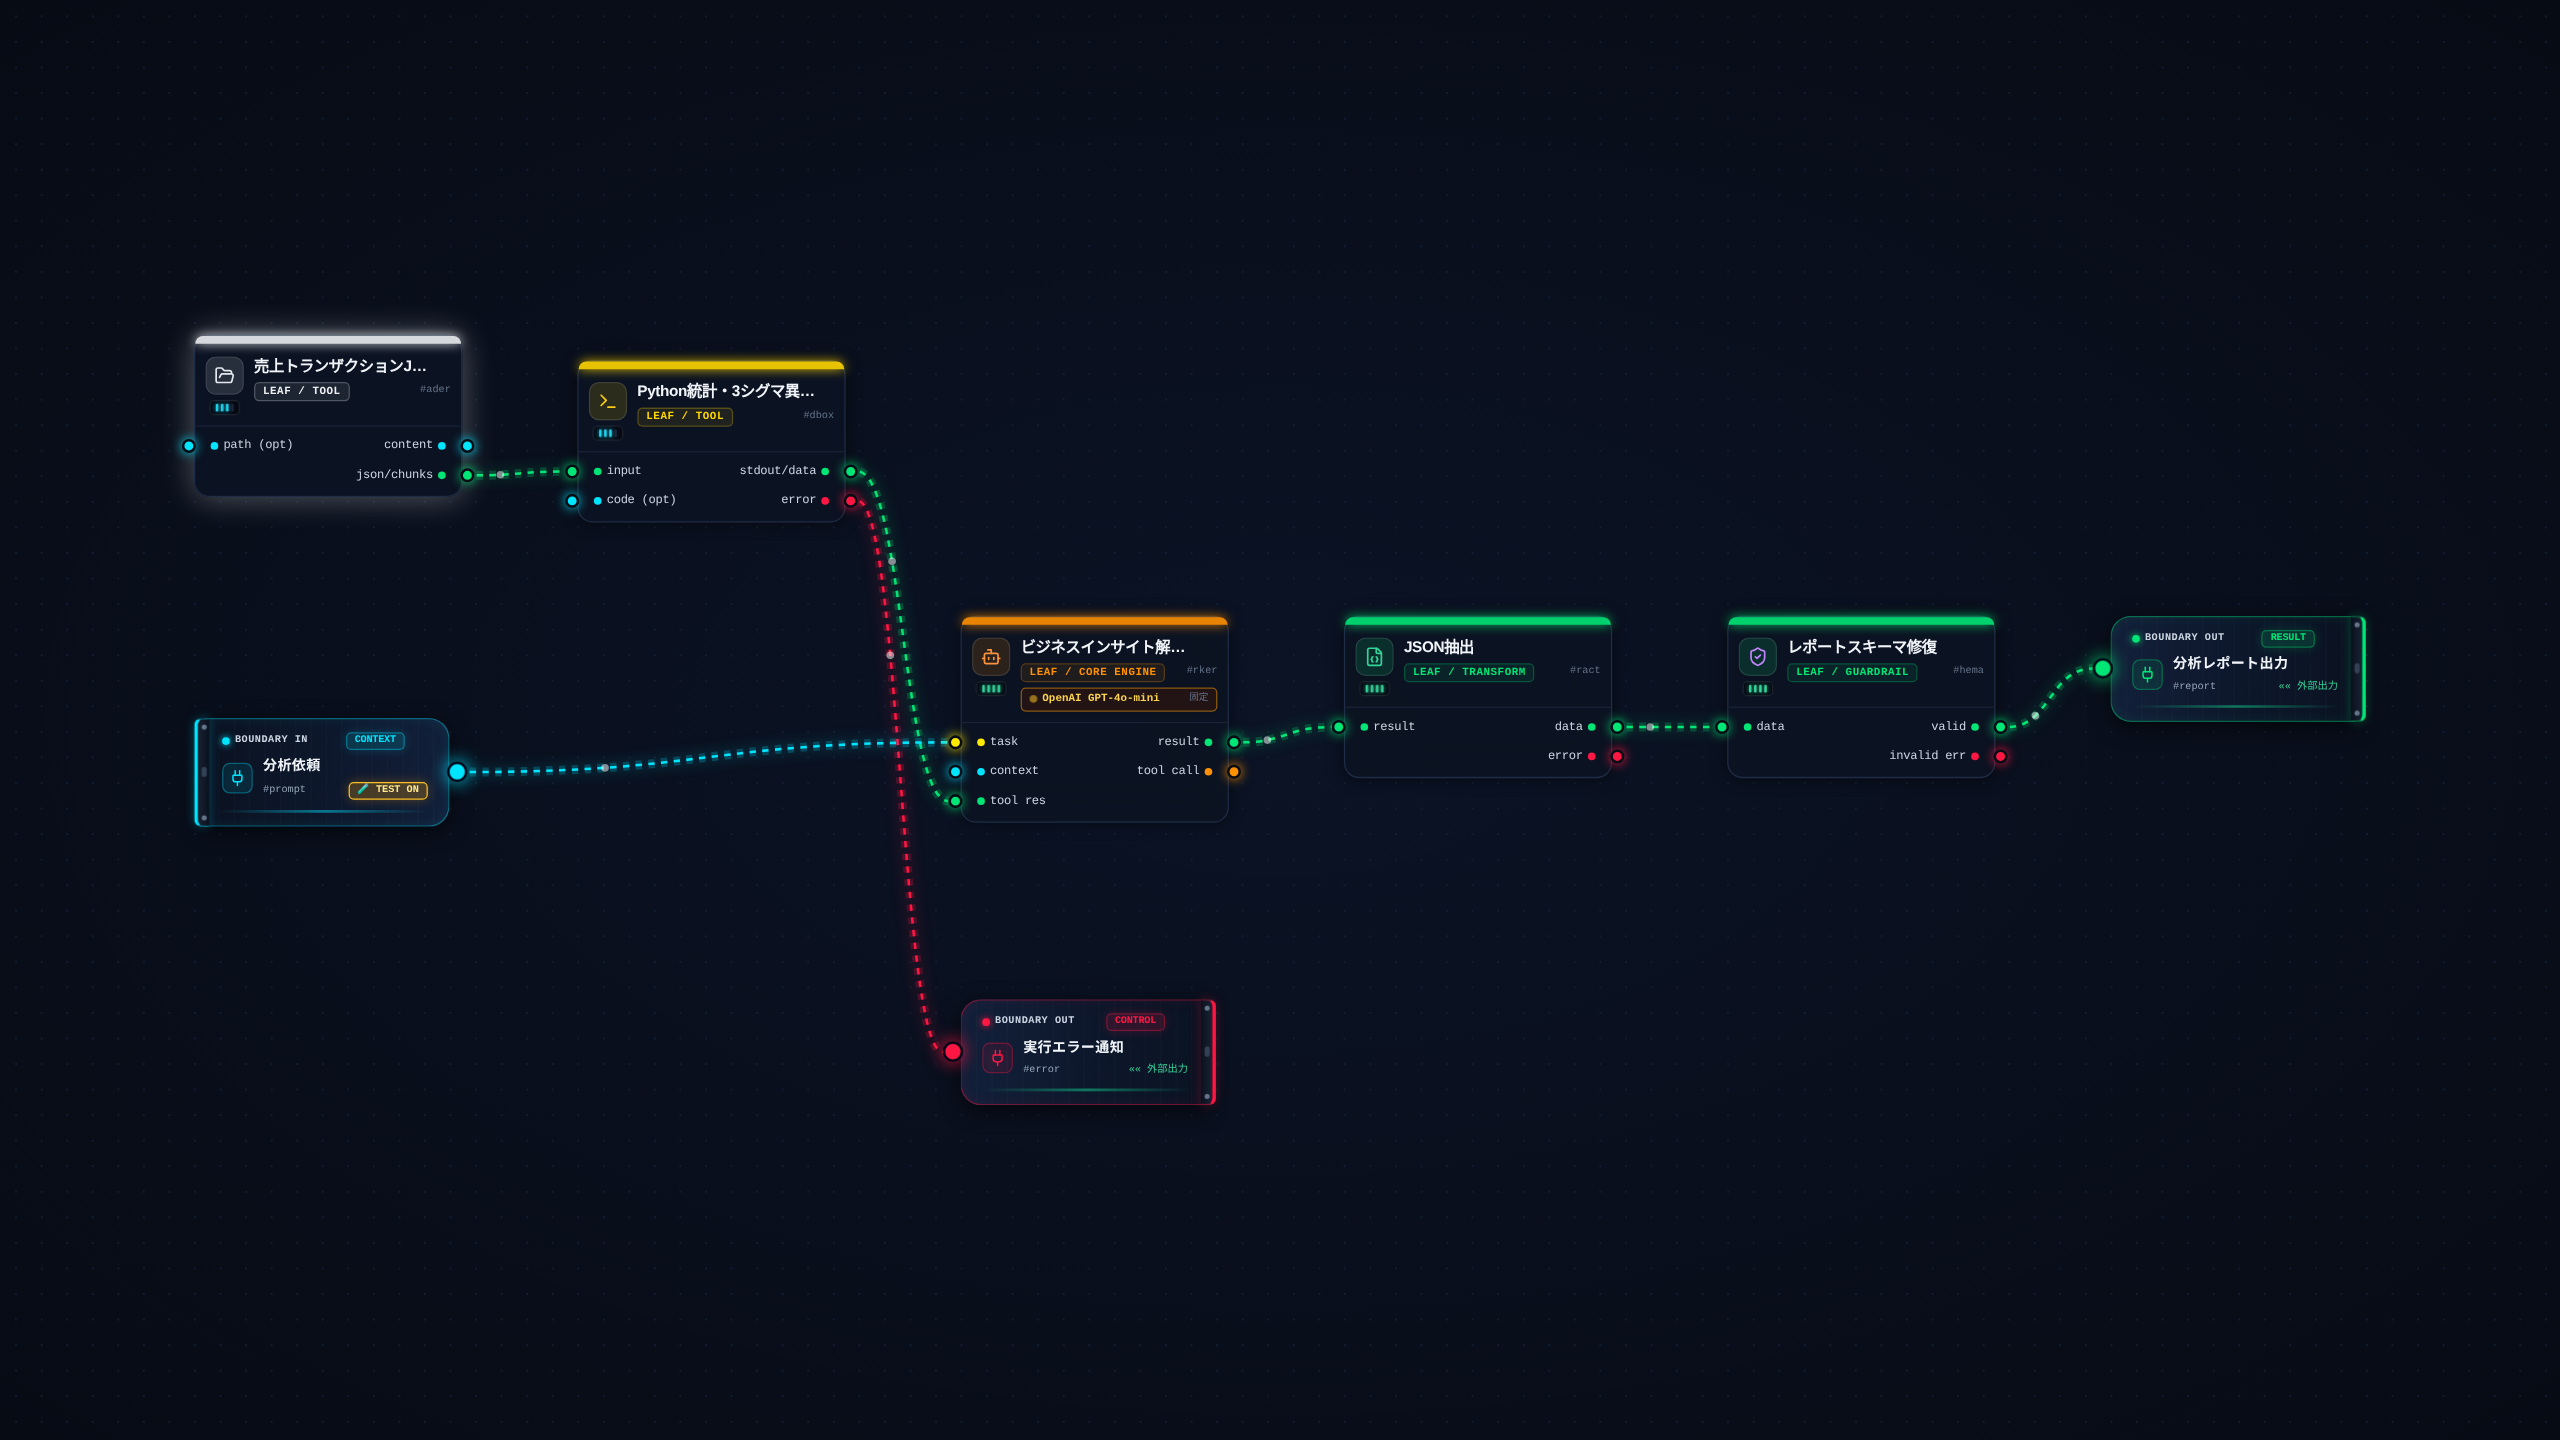 売上トランザクションJ…
LEAF / TOOL
#ader
path (opt)
content
json/chunks
Python統計・3シグマ異…
LEAF / TOOL
#dbox
input
stdout/data
code (opt)
error
BOUNDARY IN
CONTEXT
分析依頼
#prompt
TEST ON
ビジネスインサイト解…
LEAF / CORE ENGINE
#rker
OpenAI GPT-4o-mini
固定
task
result
context
tool call
tool res
JSON抽出
LEAF / TRANSFORM
#ract
result
data
error
レポートスキーマ修復
LEAF / GUARDRAIL
#hema
data
valid
invalid err
BOUNDARY OUT
RESULT
分析レポート出力
#report
«« 外部出力
BOUNDARY OUT
CONTROL
実行エラー通知
#error
«« 外部出力